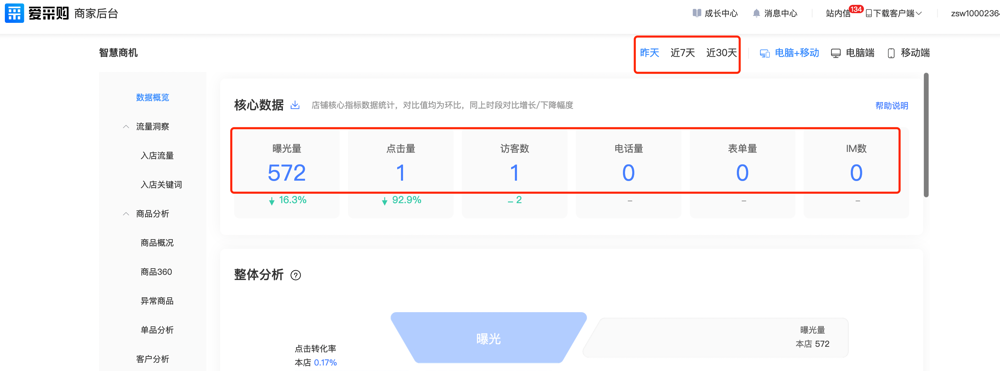 爱采购 商家后台
成长中心 消息中心 站内信 134 下载客户端 zsw1000236
智慧商机
昨天 近7天 近30天 电脑+移动 电脑端 移动端
数据概览
流量洞察
入店流量
入店关键词
商品分析
商品概况
商品360
异常商品
单品分析
客户分析
核心数据 店铺核心指标数据统计，对比值均为环比，同上时段对比增长/下降幅度 帮助说明
曝光量 点击量 访客数 电话量 表单量 IM数
572 1 1 0 0 0
16.3% 92.9% – 2 – – –
整体分析 ?
曝光
曝光量
本店 572
点击转化率
本店 0.17%